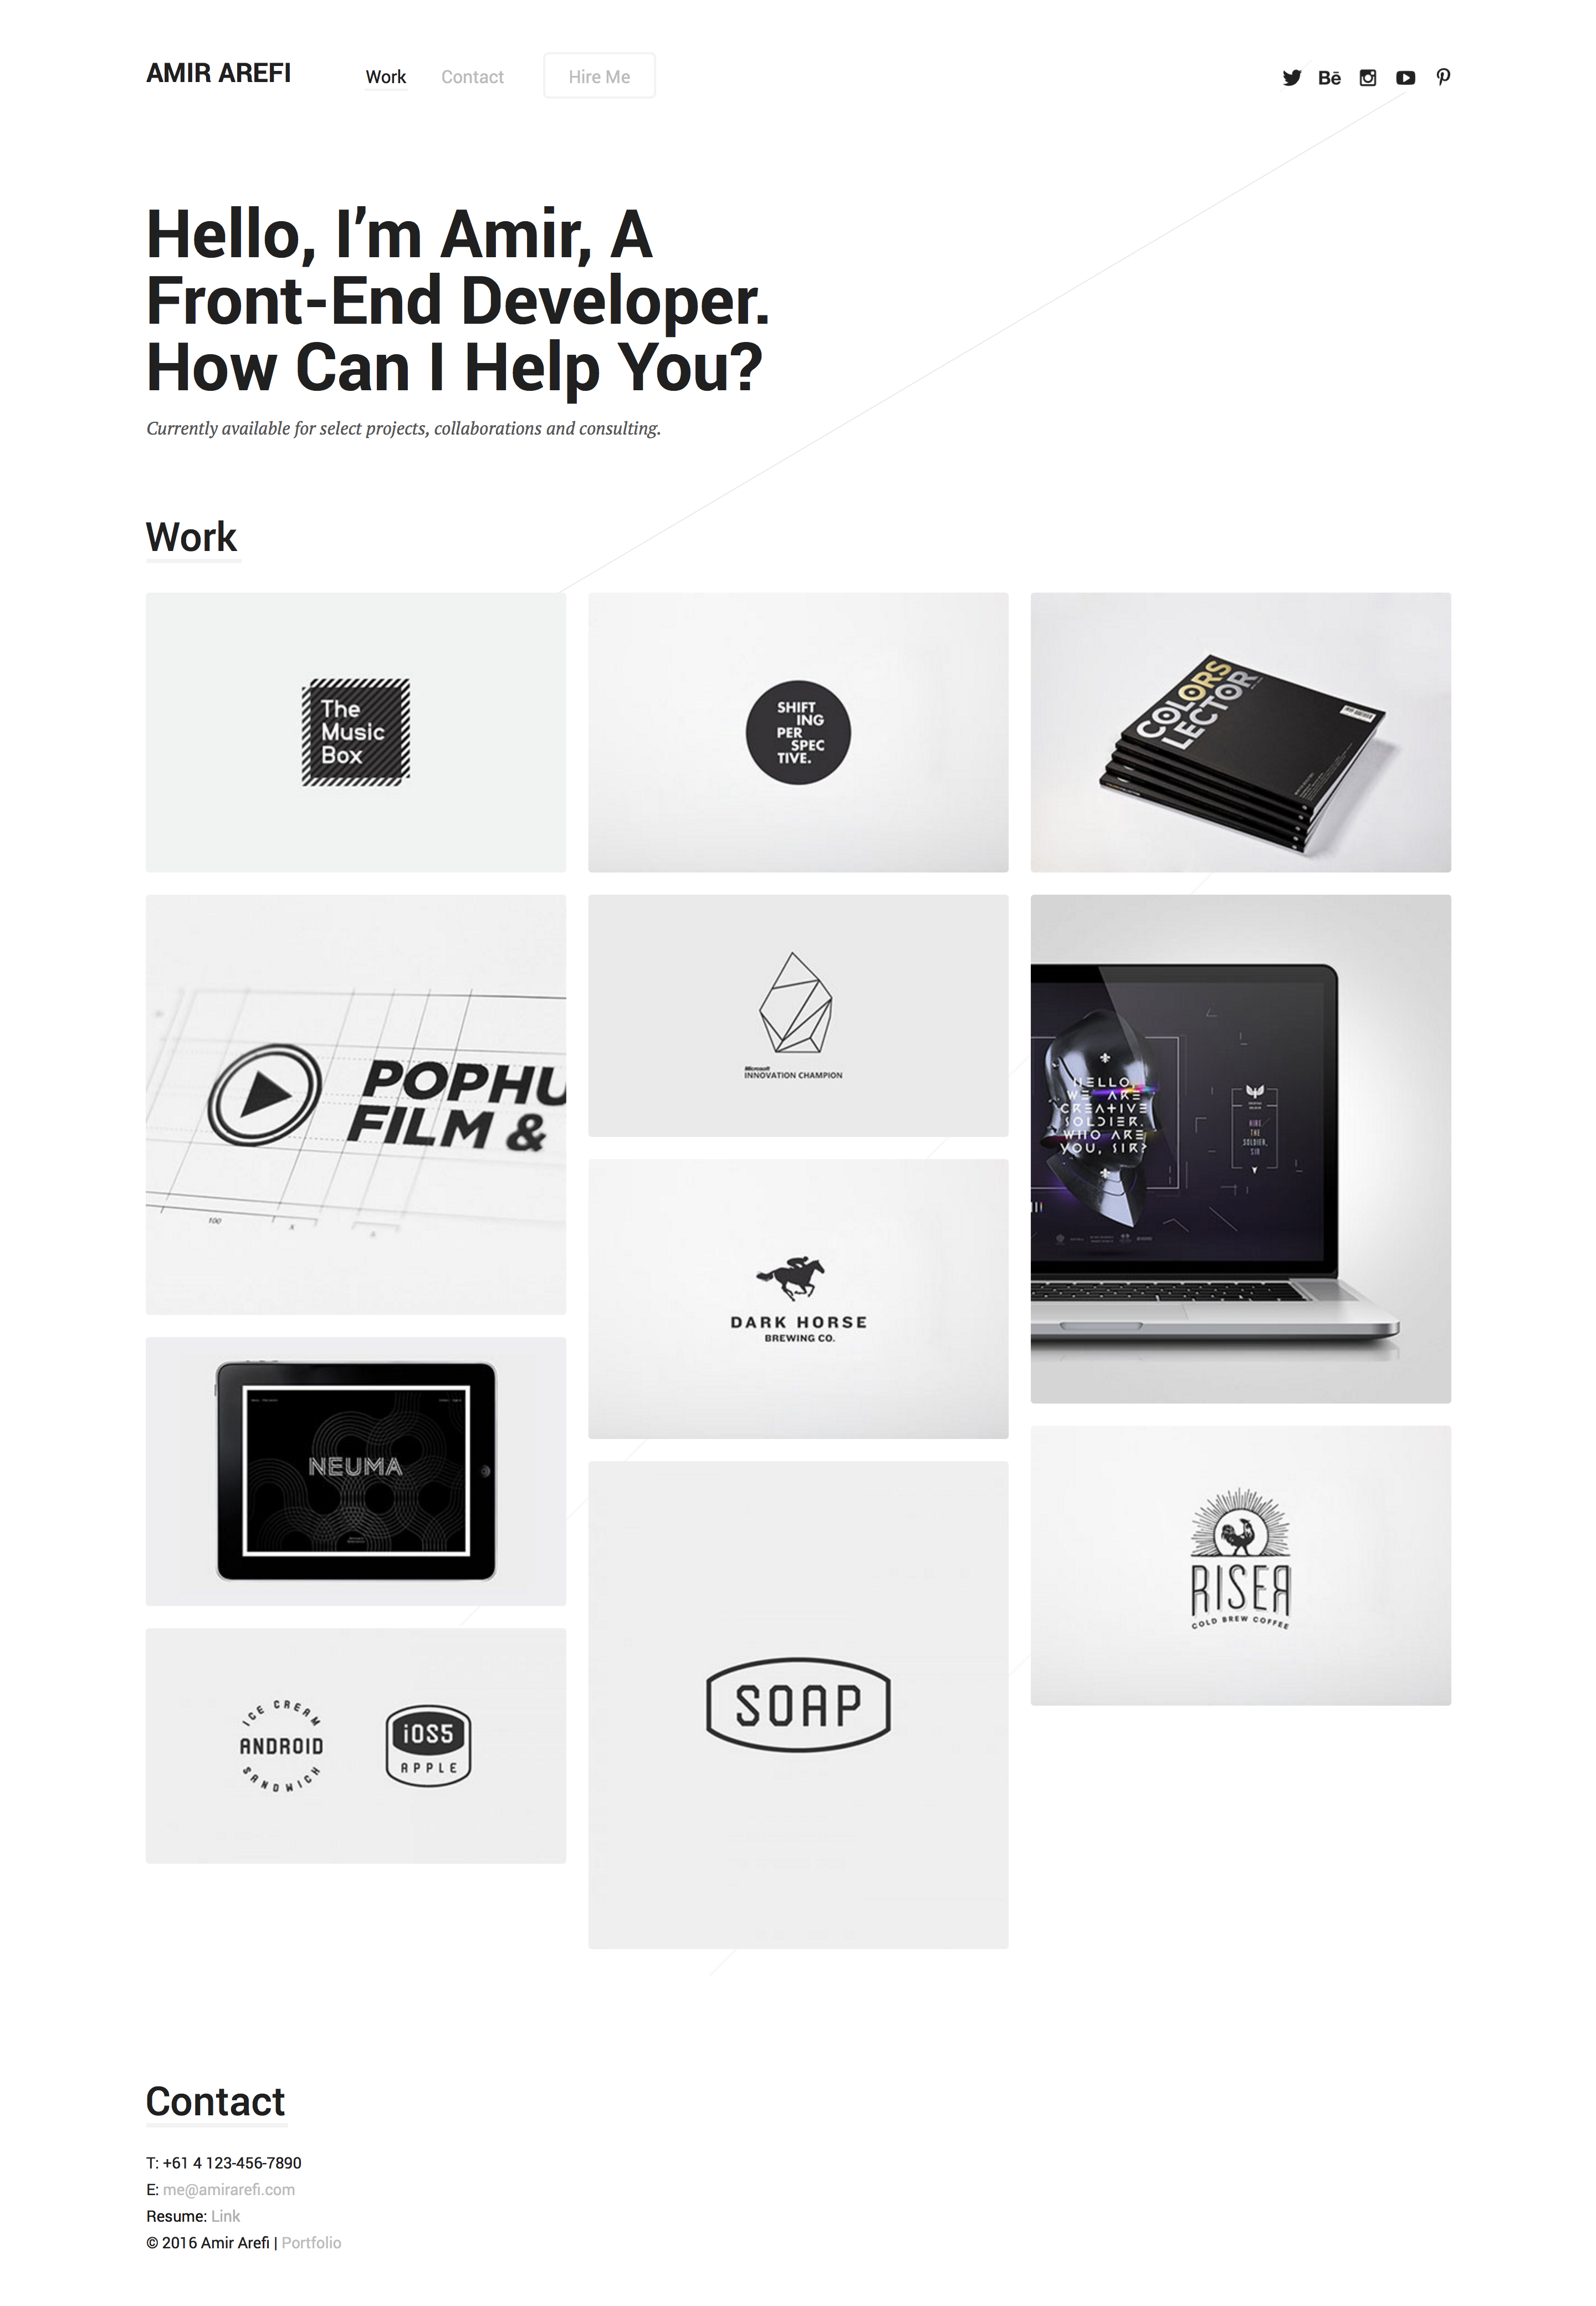 AMIR AREFI
Work
Contact
Hire Me
Bē
Hello, I’m Amir, A
Front-End Developer.
How Can I Help You?
Currently available for select projects, collaborations and consulting.
Work
The
Music
Box
SHIFT
ING
PER
SPEC
TIVE.
COLORS
LECTOR
POPHU
FILM &
100
x
Microsoft
INNOVATION CHAMPION
HELLO,
WE ARE
CREATIVE
SOLDIER.
WHO ARE
YOU, SIR?
HIRE
THE
SOLDIER,
SIR
DARK HORSE
BREWING CO.
NEUMA
RISER
COLD BREW COFFEE
SOAP
ICE CREAM
ANDROID
SANDWICH
iOS5
APPLE
Contact
T: +61 4 123-456-7890
E: me@amirarefi.com
Resume: Link
© 2016 Amir Arefi | Portfolio